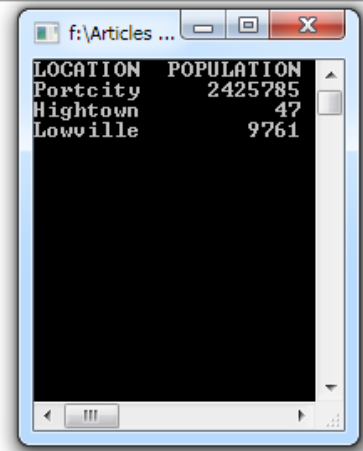 f:\Articles ...
LOCATION POPULATION
Portcity 2425785
Hightown 47
Lowville 9761